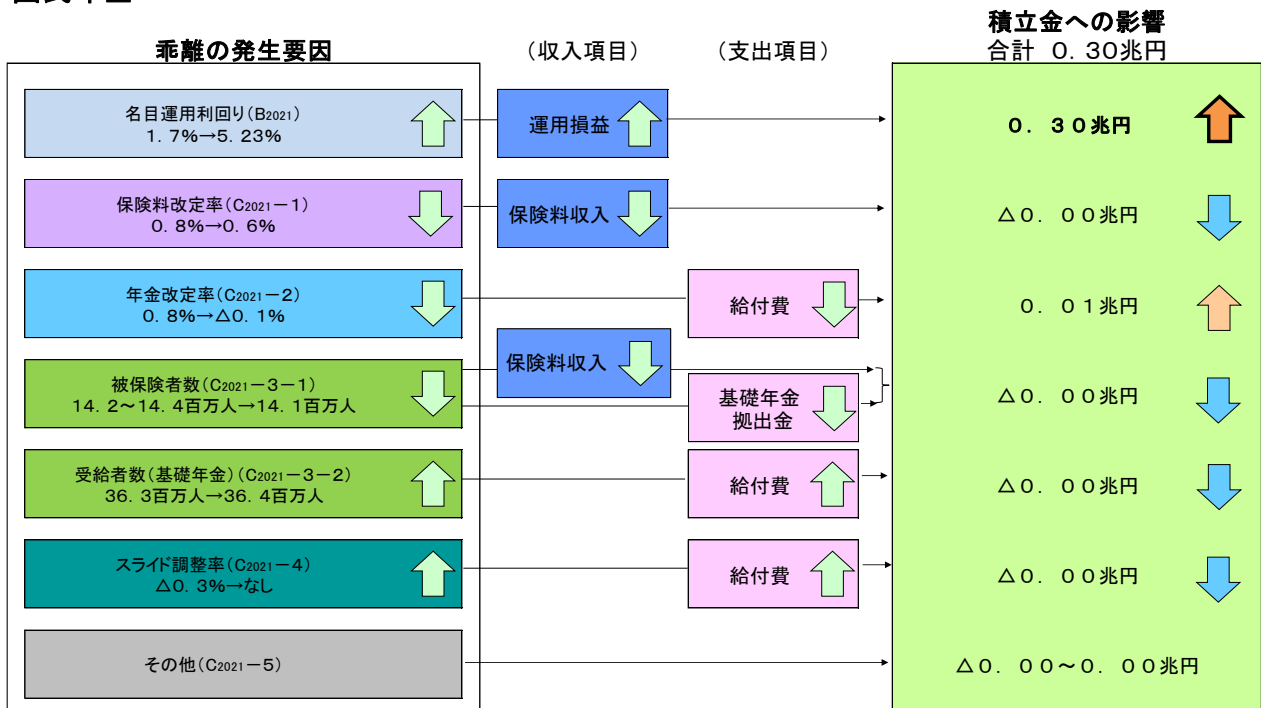 積立金への影響
合計 0.30兆円
乖離の発生要因
(収入項目)
(支出項目)
名目運用利回り(B2021)
1.7%→5.23%
運用損益
0.30兆円
保険料改定率(C2021-1)
0.8%→0.6%
保険料収入
△0.00兆円
年金改定率(C2021-2)
0.8%→△0.1%
給付費
0.01兆円
被保険者数(C2021-3-1)
14.2~14.4百万人→14.1百万人
保険料収入
基礎年金
拠出金
△0.00兆円
受給者数(基礎年金)(C2021-3-2)
36.3百万人→36.4百万人
給付費
△0.00兆円
スライド調整率(C2021-4)
△0.3%→なし
給付費
△0.00兆円
その他(C2021-5)
△0.00~0.00兆円